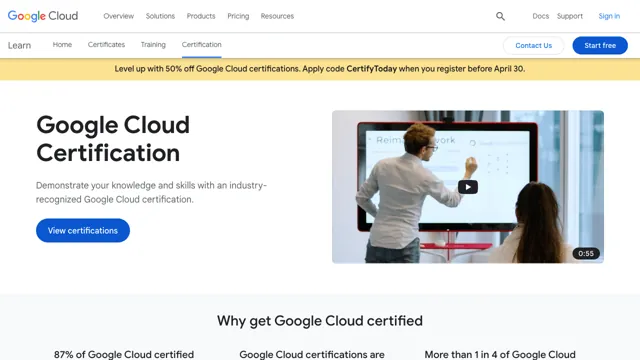 Google Cloud
Overview Solutions Products Pricing Resources
Docs Support Sign in
Learn Home Certificates Training Certification
Contact Us Start free
Level up with 50% off Google Cloud certifications. Apply code CertifyToday when you register before April 30.
Google Cloud
Certification
Demonstrate your knowledge and skills with an industry-
recognized Google Cloud certification.
View certifications
0:55
Why get Google Cloud certified
87% of Google Cloud certified
Google Cloud certifications are
More than 1 in 4 of Google Cloud